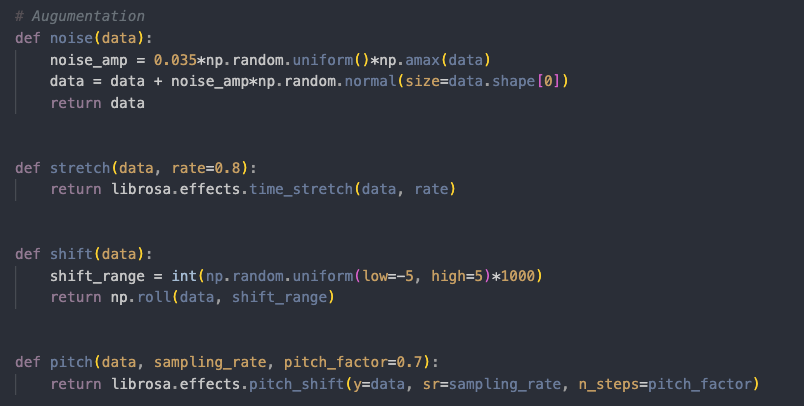 # Augumentation
def noise(data):
    noise_amp = 0.035*np.random.uniform()*np.amax(data)
    data = data + noise_amp*np.random.normal(size=data.shape[0])
    return data
def stretch(data, rate=0.8):
    return librosa.effects.time_stretch(data, rate)
def shift(data):
    shift_range = int(np.random.uniform(low=-5, high=5)*1000)
    return np.roll(data, shift_range)
def pitch(data, sampling_rate, pitch_factor=0.7):
    return librosa.effects.pitch_shift(y=data, sr=sampling_rate, n_steps=pitch_factor)